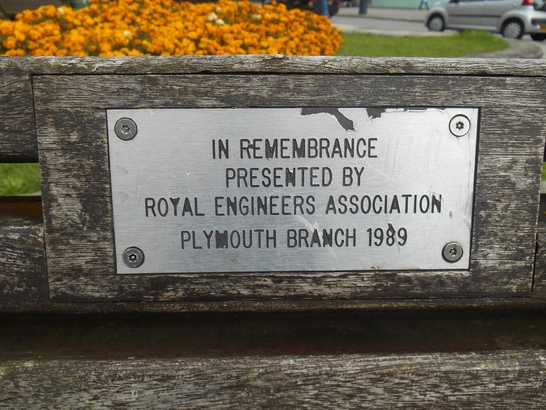 IN REMEMBRANCE
PRESENTED BY
ROYAL ENGINEERS ASSOCIATION
PLYMOUTH BRANCH 1989